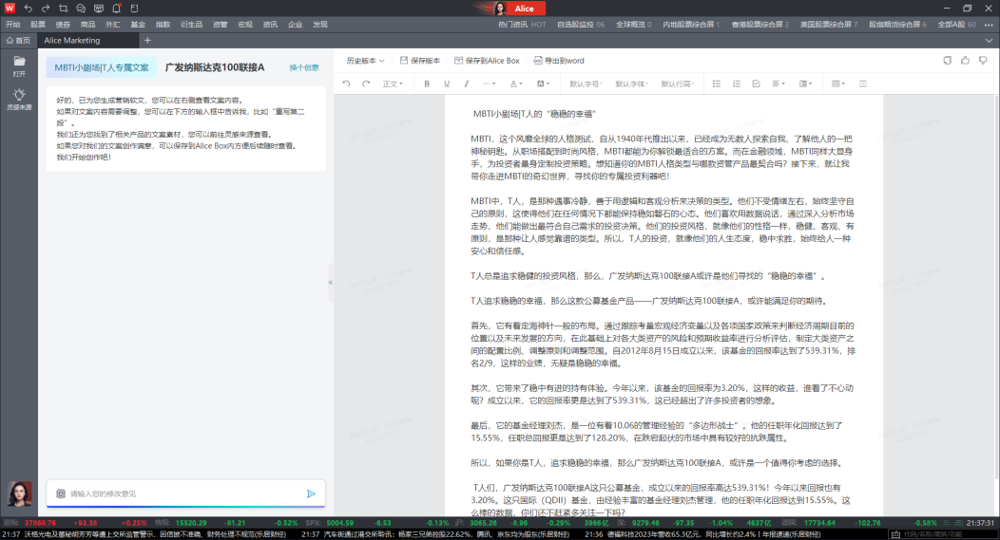 Alice
开始 股票 债券 商品 外汇 基金 指数 衍生品 资管 宏观 资讯 企业 发现
热门资讯 HOT 自选股监控 06 全球概览 0 内地股票综合屏 1 香港股票综合屏 2 美国股票综合屏 7 股指期货综合屏 6 全部A股 60
首页 Alice Marketing
打开
灵感来源
MBTI小剧场|T人专属文案 广发纳斯达克100联接A 换个创意
好的，已为您生成营销软文，您可以在右侧查看文案内容。
如果对文案内容需要调整，您可以在下方的输入框中告诉我，比如“重写第二
段”。
我们还为您找到了相关产品的文案素材，您可以前往灵感来源查看。
如果您对我们的文案创作满意，可以保存到Alice Box内方便后续随时查看。
我们开始创作吧！
请输入您的修改意见
历史版本 保存版本 保存到Alice Box 导出到word
正文 默认字号 默认字体 默认行高
MBTI小剧场|T人的“稳稳的幸福”
MBTI，这个风靡全球的人格测试，自从1940年代推出以来，已经成为无数人探索自我、了解他人的一把
神秘钥匙。从职场搭配到时尚风格，MBTI都能为你解锁最适合的方案。而在金融领域，MBTI同样大显身
手，为投资者量身定制投资策略。想知道你的MBTI人格类型与哪款资管产品最契合吗？接下来，就让我
带你走进MBTI的奇幻世界，寻找你的专属投资利器吧！
MBTI中，T人，是那种遇事冷静，善于用逻辑和客观分析来决策的类型。他们不受情绪左右，始终坚守自
己的原则，这使得他们在任何情况下都能保持稳如磐石的心态。他们喜欢用数据说话，通过深入分析市场
走势，他们能做出最符合自己需求的投资决策。他们的投资风格，就像他们的性格一样，稳健、客观、有
原则，是那种让人感觉靠谱的类型。所以，T人的投资，就像他们的人生态度，稳中求胜，始终给人一种
安心和信任感。
T人总是追求稳健的投资风格，那么，广发纳斯达克100联接A或许是他们寻找的“稳稳的幸福”。
T人追求稳稳的幸福，那么这款公募基金产品——广发纳斯达克100联接A，或许能满足你的期待。
首先，它有着定海神针一般的布局。通过跟踪考量宏观经济变量以及各项国家政策来判断经济周期目前的
位置以及未来发展的方向，在此基础上对各大类资产的风险和预期收益率进行分析评估，制定大类资产之
间的配置比例、调整原则和调整范围。自2012年8月15日成立以来，该基金的回报率达到了539.31%，排
名2/9，这样的业绩，无疑是稳稳的幸福。
其次，它带来了稳中有进的持有体验。今年以来，该基金的回报率为3.20%，这样的收益，谁看了不心动
呢？成立以来，它的回报率更是达到了539.31%，这已经超出了许多投资者的想象。
最后，它的基金经理刘杰，是一位有着10.06的管理经验的“多边形战士”。他的任职年化回报达到了
15.55%，任职总回报更是达到了128.20%，在跌宕起伏的市场中具有较好的抗跌属性。
所以，如果你是T人，追求稳稳的幸福，那么广发纳斯达克100联接A，或许是一个值得你考虑的选择。
T人们，广发纳斯达克100联接A这只公募基金，成立以来的回报率高达539.31%！今年以来回报也有
3.20%。这只国际（QDII）基金，由经验丰富的基金经理刘杰管理，他的任职年化回报达到15.55%。这
么棒的数据，你们还不赶紧多关注一下吗？
+93.38 +0.25% 15520.29 -81.21 -0.52% SPX: 5004.59 -6.53 -0.13% 沪: 3065.26 -8.96 -0.29% 3966亿 深: 9279.46 -97.35 -1.04% 4637亿 17734.64 -102.76 -0.58% 21:37:31
21:37 沃格光电及董秘胡芳芳等遭上交所监管警示，因信披不准确、财务处理不规范(乐居财经) 21:37 汽车街通过港交所聆讯：杨家三兄弟控股22.62%，腾讯、京东均为股东(乐居财经) 21:36 德福科技2023年营收65.3亿元，同比增长约2.4%丨年报速递(乐居财经) 代码/名称/简拼/功能